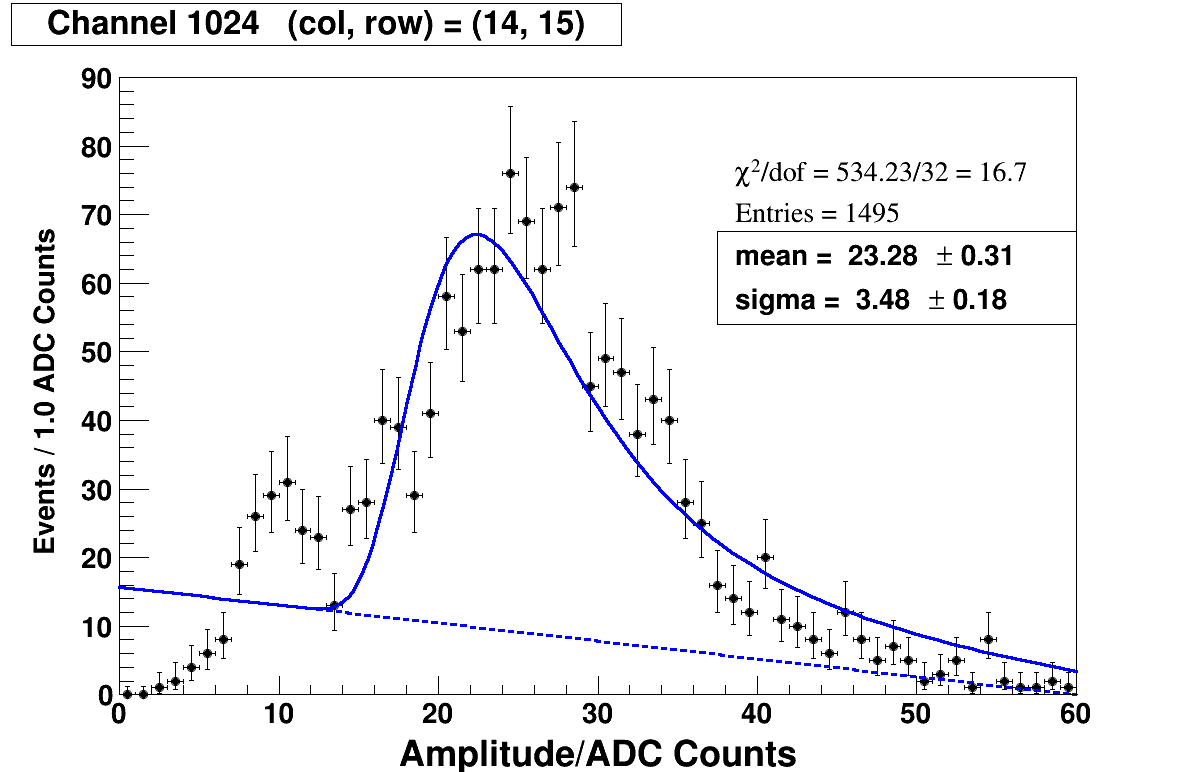 Channel 1024 (col, row) = (14, 15)
90
80
70
60
50
40
30
20
10
0
Events / 1.0 ADC Counts
χ²/dof = 534.23/32 = 16.7
Entries = 1495
mean = 23.28 ± 0.31
sigma = 3.48 ± 0.18
0 10 20 30 40 50 60
Amplitude/ADC Counts